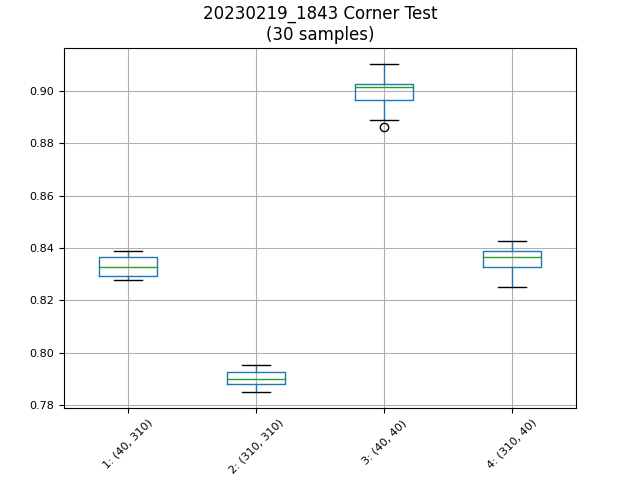 20230219_1843 Corner Test
(30 samples)
0.90
0.88
0.86
0.84
0.82
0.80
0.78
1: (40, 310)
2: (310, 310)
3: (40, 40)
4: (310, 40)